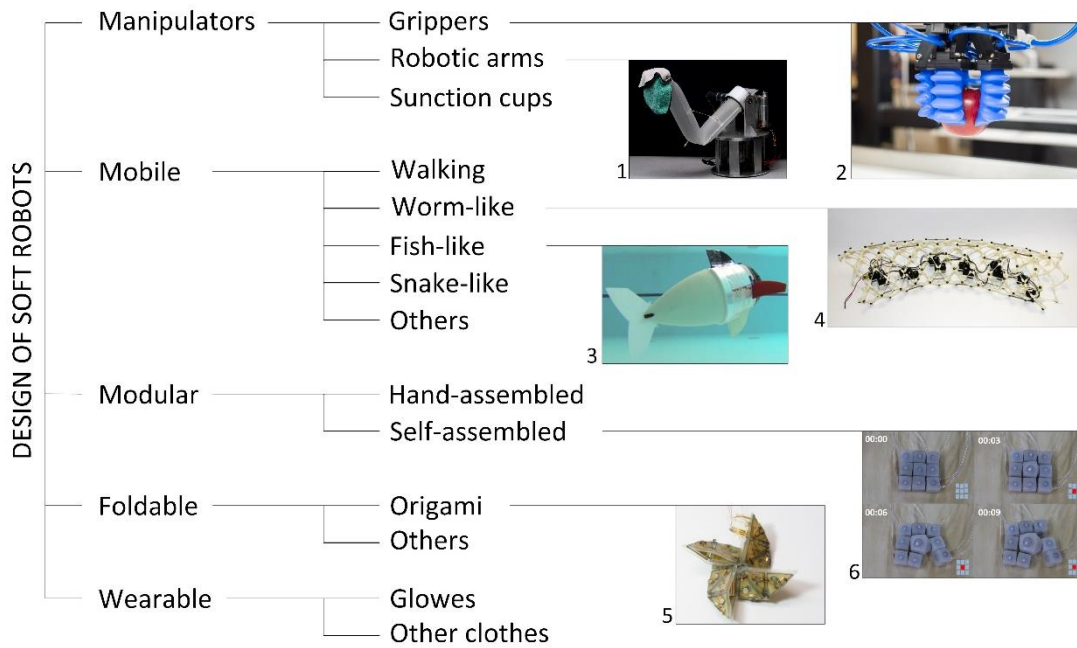 DESIGN OF SOFT ROBOTS
Manipulators
Grippers
Robotic arms
Sunction cups
1
2
Mobile
Walking
Worm-like
Fish-like
Snake-like
Others
3
4
Modular
Hand-assembled
Self-assembled
00:00
00:03
00:06
00:09
6
Foldable
Origami
Others
5
Wearable
Glowes
Other clothes